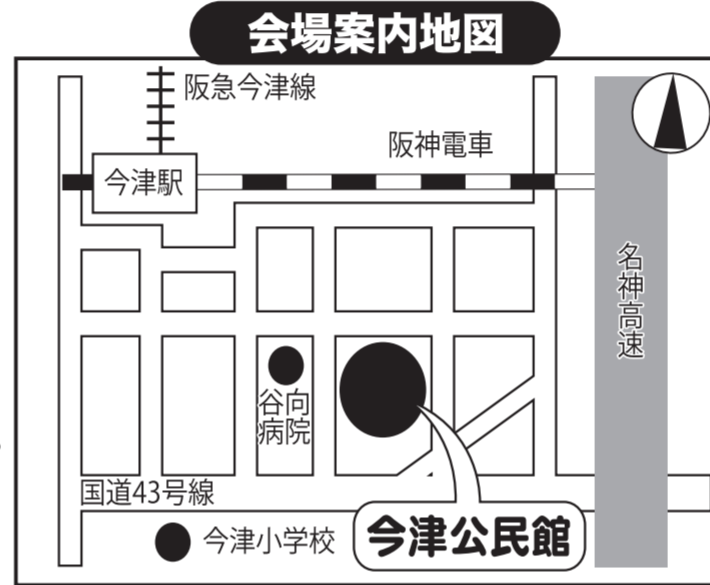 会場案内地図
阪急今津線
阪神電車
今津駅
名神高速
谷向
病院
国道43号線
今津小学校
今津公民館